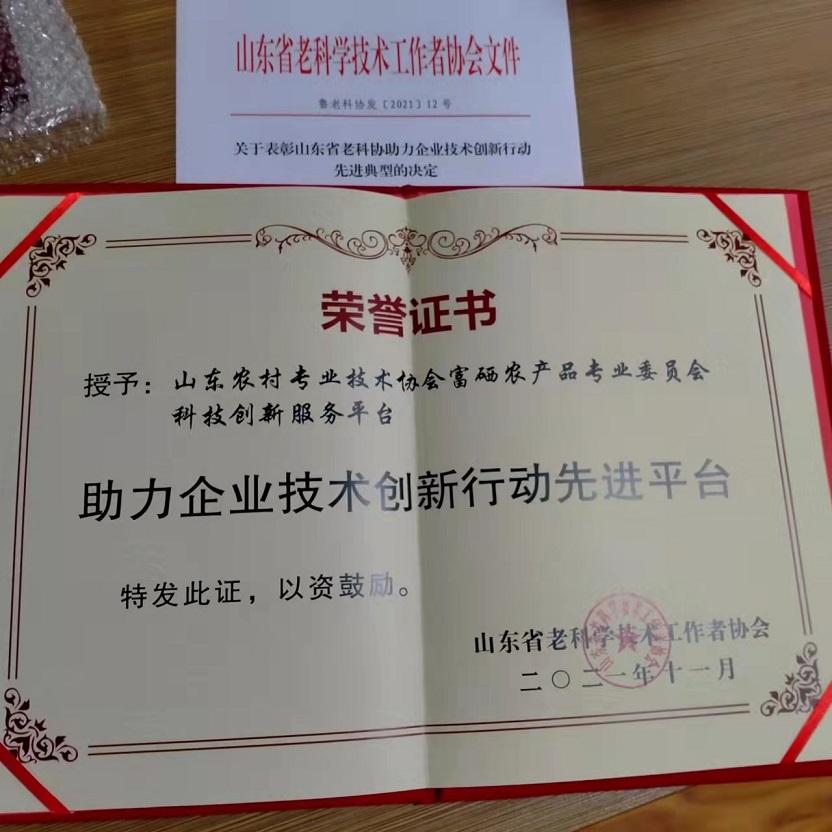 山东省老科学技术工作者协会文件
鲁老科协发〔2021〕12号
关于表彰山东省老科协助力企业技术创新行动
先进典型的决定
荣誉证书
授予：山东农村专业技术协会富硒农产品专业委员会
科技创新服务平台
助力企业技术创新行动先进平台
特发此证，以资鼓励。
山东省老科学技术工作者协会
二〇二一年十一月